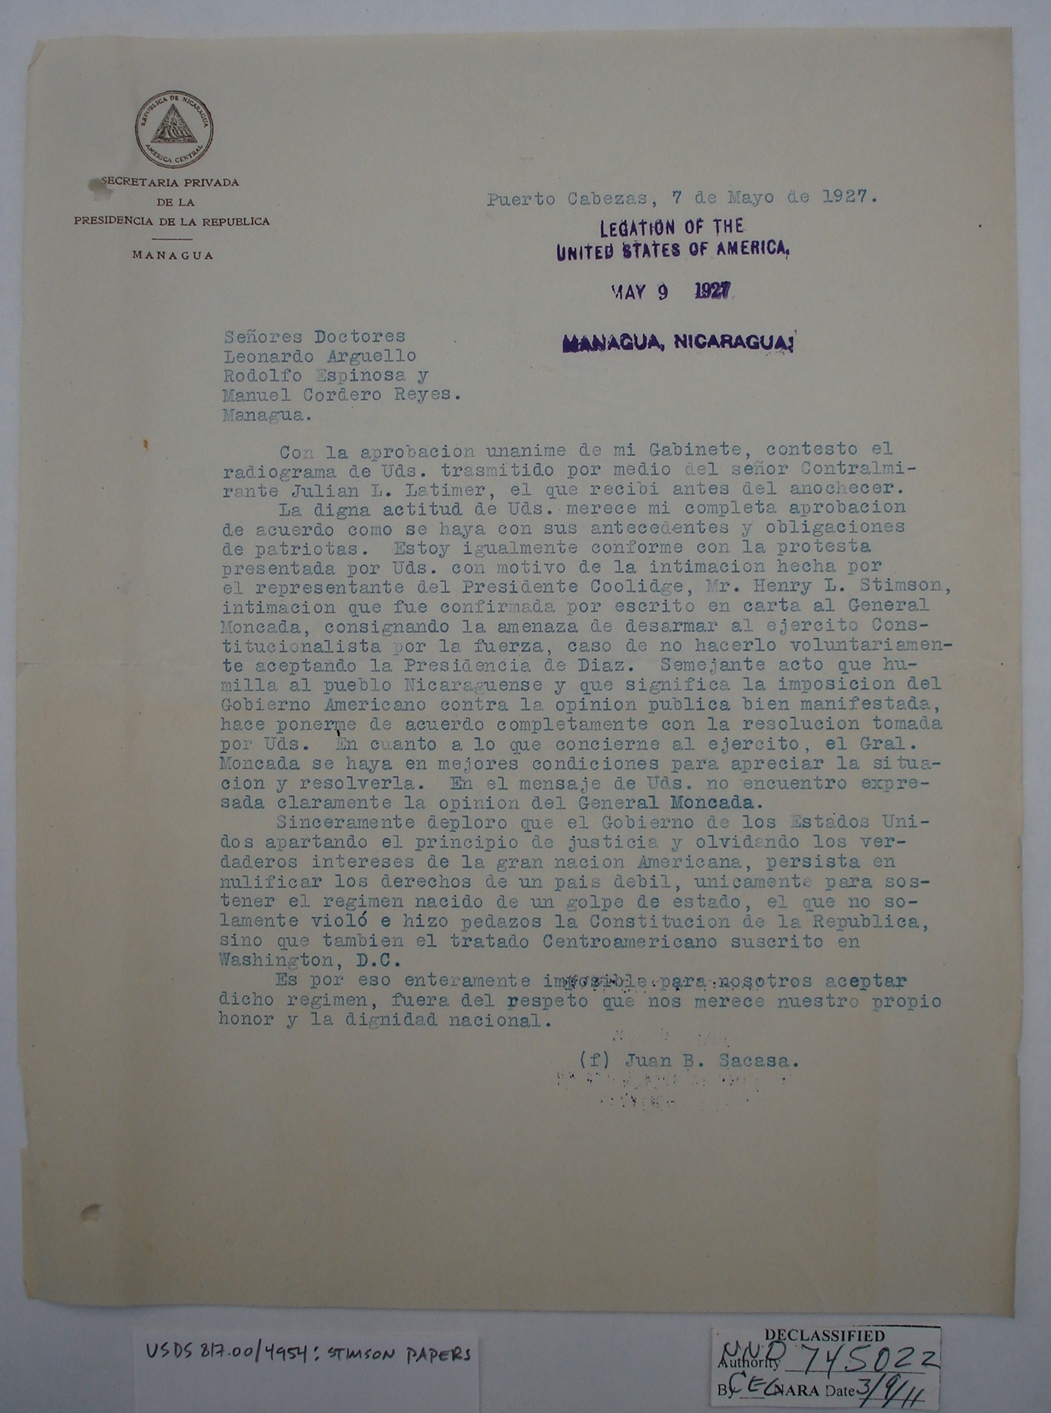 REPUBLICA DE NICARAGUA
AMERICA CENTRAL
SECRETARIA PRIVADA
DE LA
PRESIDENCIA DE LA REPUBLICA
MANAGUA
Puerto Cabezas, 7 de Mayo de 1927.
LEGATION OF THE
UNITED STATES OF AMERICA,
MAY 9 1927
MANAGUA, NICARAGUA.
Señores Doctores
Leonardo Arguello
Rodolfo Espinosa y
Manuel Cordero Reyes.
Managua.
Con la aprobacion unanime de mi Gabinete, contesto el
radiograma de Uds. trasmitido por medio del señor Contralmi-
rante Julian L. Latimer, el que recibi antes del anochecer.
La digna actitud de Uds. merece mi completa aprobacion
de acuerdo como se haya con sus antecedentes y obligaciones
de patriotas. Estoy igualmente conforme con la protesta
presentada por Uds. con motivo de la intimacion hecha por
el representante del Presidente Coolidge, Mr. Henry L. Stimson,
intimacion que fue confirmada por escrito en carta al General
Moncada, consignando la amenaza de desarmar al ejercito Cons-
titucionalista por la fuerza, caso de no hacerlo voluntariamen-
te aceptando la Presidencia de Diaz. Semejante acto que hu-
milla al pueblo Nicaraguense y que significa la imposicion del
Gobierno Americano contra la opinion publica bien manifestada,
hace ponerme de acuerdo completamente con la resolucion tomada
por Uds. En cuanto a lo que concierne al ejercito, el Gral.
Moncada se haya en mejores condiciones para apreciar la situa-
cion y resolverla. En el mensaje de Uds. no encuentro expre-
sada claramente la opinion del General Moncada.
Sinceramente deploro que el Gobierno de los Estados Uni-
dos apartando el principio de justicia y olvidando los ver-
daderos intereses de la gran nacion Americana, persista en
nulificar los derechos de un pais debil, unicamente para sos-
tener el regimen nacido de un golpe de estado, el que no so-
lamente violó e hizo pedazos la Constitucion de la Republica,
sino que tambien el tratado Centroamericano suscrito en
Washington, D.C.
Es por eso enteramente imposible para nosotros aceptar
dicho regimen, fuera del respeto que nos merece nuestro propio
honor y la dignidad nacional.
(f) Juan B. Sacasa.
USDS 817.00/4954: STIMSON PAPERS
DECLASSIFIED
Authority NND 745022
By CEG NARA Date 3/9/11